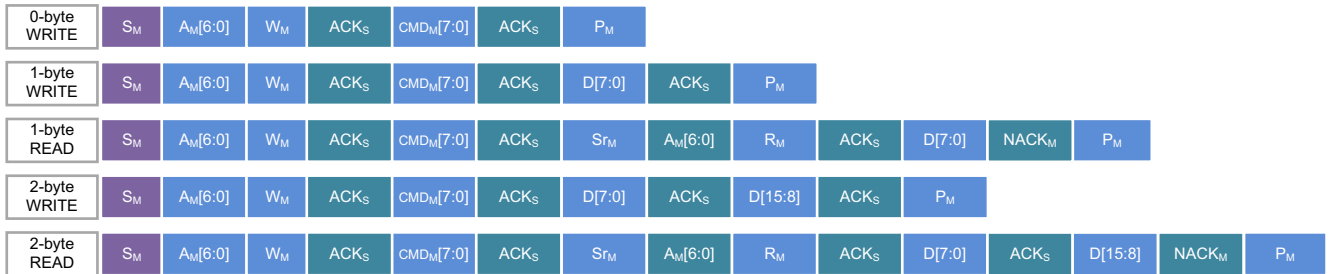 0-byte
WRITE
S_M A_M[6:0] W_M ACK_S CMD_M[7:0] ACK_S P_M
1-byte
WRITE
S_M A_M[6:0] W_M ACK_S CMD_M[7:0] ACK_S D[7:0] ACK_S P_M
1-byte
READ
S_M A_M[6:0] W_M ACK_S CMD_M[7:0] ACK_S Sr_M A_M[6:0] R_M ACK_S D[7:0] NACK_M P_M
2-byte
WRITE
S_M A_M[6:0] W_M ACK_S CMD_M[7:0] ACK_S D[7:0] ACK_S D[15:8] ACK_S P_M
2-byte
READ
S_M A_M[6:0] W_M ACK_S CMD_M[7:0] ACK_S Sr_M A_M[6:0] R_M ACK_S D[7:0] ACK_S D[15:8] NACK_M P_M